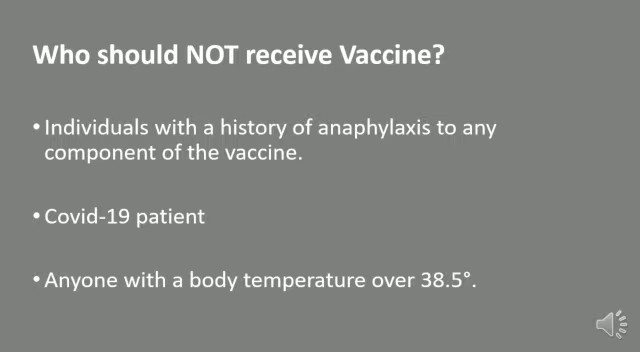 Who should NOT receive Vaccine?
• Individuals with a history of anaphylaxis to any
component of the vaccine.
• Covid-19 patient
• Anyone with a body temperature over 38.5°.